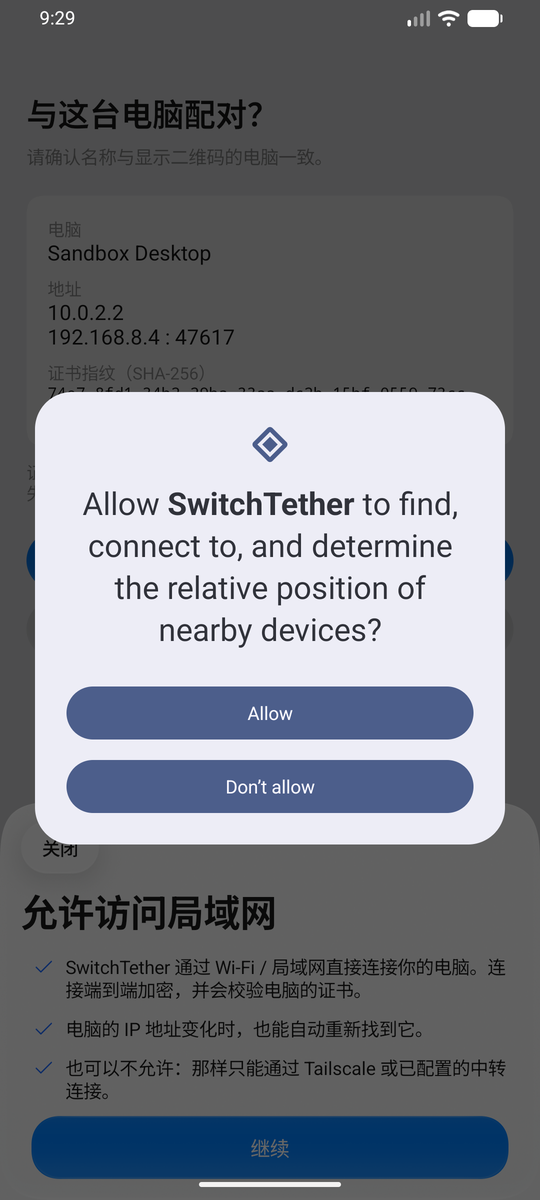 9:29
与这台电脑配对？
请确认名称与显示二维码的电脑一致。
电脑
Sandbox Desktop
地址
10.0.2.2
192.168.8.4 : 47617
证书指纹（SHA-256）
Allow SwitchTether to find,
connect to, and determine
the relative position of
nearby devices?
Allow
Don't allow
关闭
允许访问局域网
SwitchTether 通过 Wi-Fi / 局域网直接连接你的电脑。连
接端到端加密，并会校验电脑的证书。
电脑的 IP 地址变化时，也能自动重新找到它。
也可以不允许：那样只能通过 Tailscale 或已配置的中转
连接。
继续